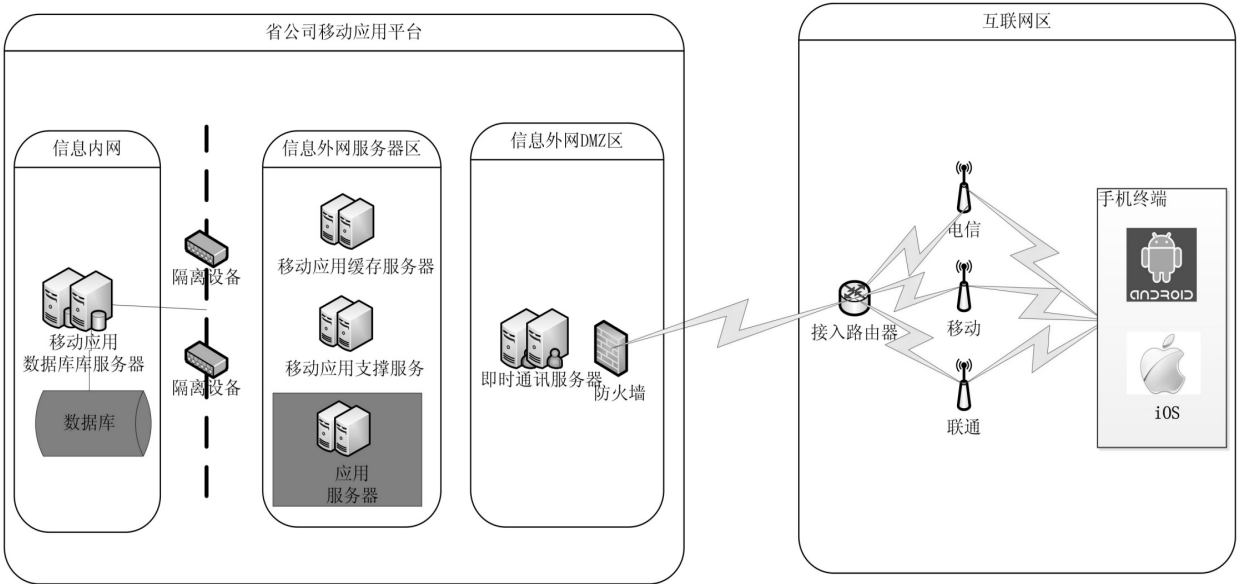 省公司移动应用平台
互联网区
信息内网
信息外网服务器区
信息外网DMZ区
隔离设备
移动应用缓存服务器
移动应用
数据库库服务器
隔离设备
移动应用支撑服务
即时通讯服务器
防火墙
数据库
应用
服务器
接入路由器
电信
移动
联通
手机终端
ANDROID
iOS